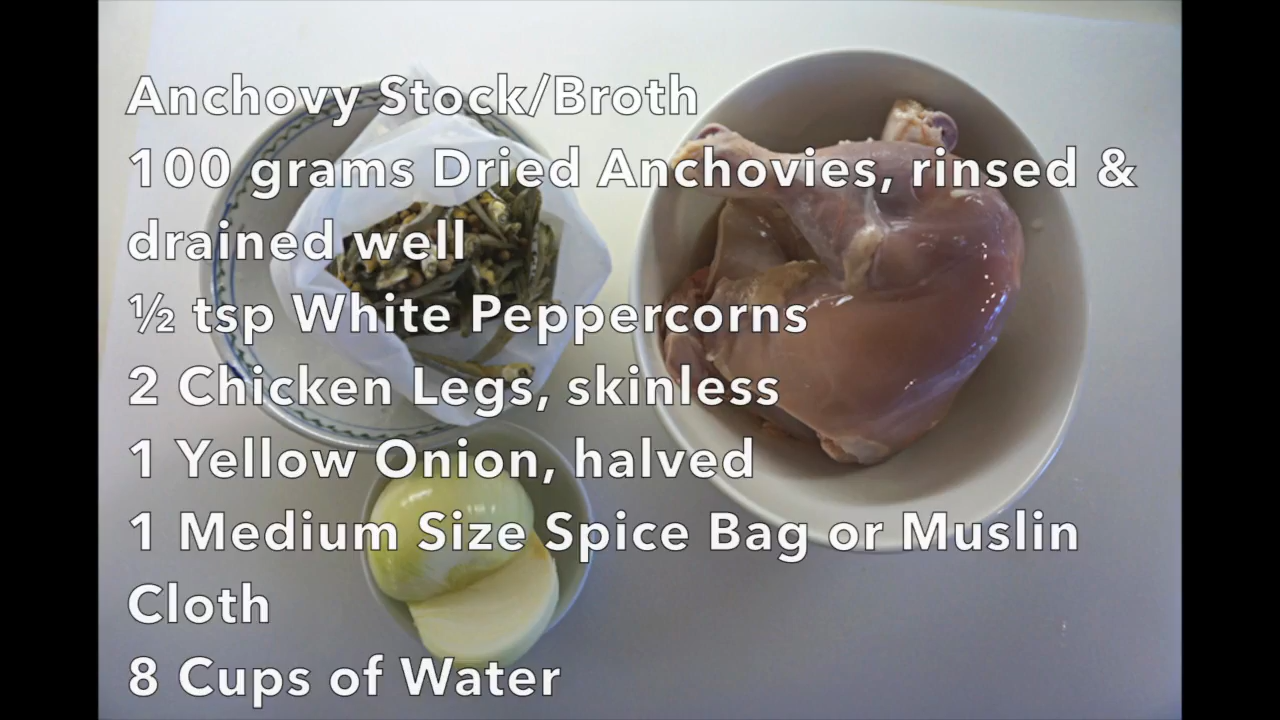 Anchovy Stock/Broth
100 grams Dried Anchovies, rinsed &
drained well
½ tsp White Peppercorns
2 Chicken Legs, skinless
1 Yellow Onion, halved
1 Medium Size Spice Bag or Muslin
Cloth
8 Cups of Water